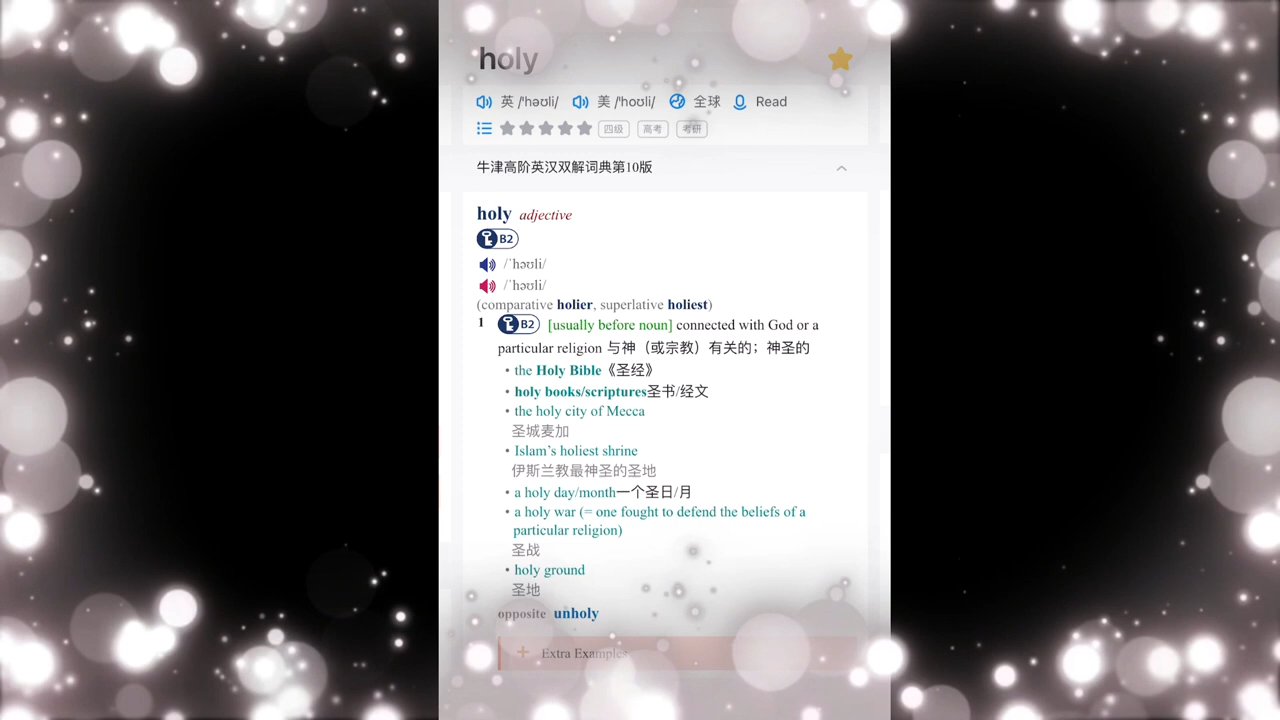 holy
英 /ˈhəʊli/ 美 /ˈhoʊli/ 全球 Read
四级 高考 考研
牛津高阶英汉双解词典第10版
holy adjective
B2
/ˈhəʊli/
/ˈhəʊli/
(comparative holier, superlative holiest)
1 B2 [usually before noun] connected with God or a
particular religion 与神（或宗教）有关的；神圣的
• the Holy Bible《圣经》
• holy books/scriptures圣书/经文
• the holy city of Mecca
圣城麦加
• Islam’s holiest shrine
伊斯兰教最神圣的圣地
• a holy day/month一个圣日/月
• a holy war (= one fought to defend the beliefs of a
particular religion)
圣战
• holy ground
圣地
opposite unholy
+ Extra Examples